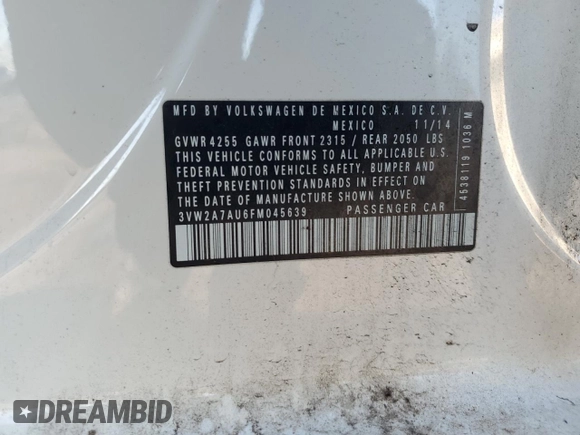 MFD BY VOLKSWAGEN DE MEXICO S.A. DE C.V.
MEXICO 11/14
GVWR 4255 GAWR FRONT 2315 / REAR 2050 LBS
THIS VEHICLE CONFORMS TO ALL APPLICABLE U.S.
FEDERAL MOTOR VEHICLE SAFETY, BUMPER AND
THEFT PREVENTION STANDARDS IN EFFECT ON
THE DATE OF MANUFACTURE SHOWN ABOVE.
3VW2A7AU6FM045639 PASSENGER CAR
4538119 1036 M
DREAMBID